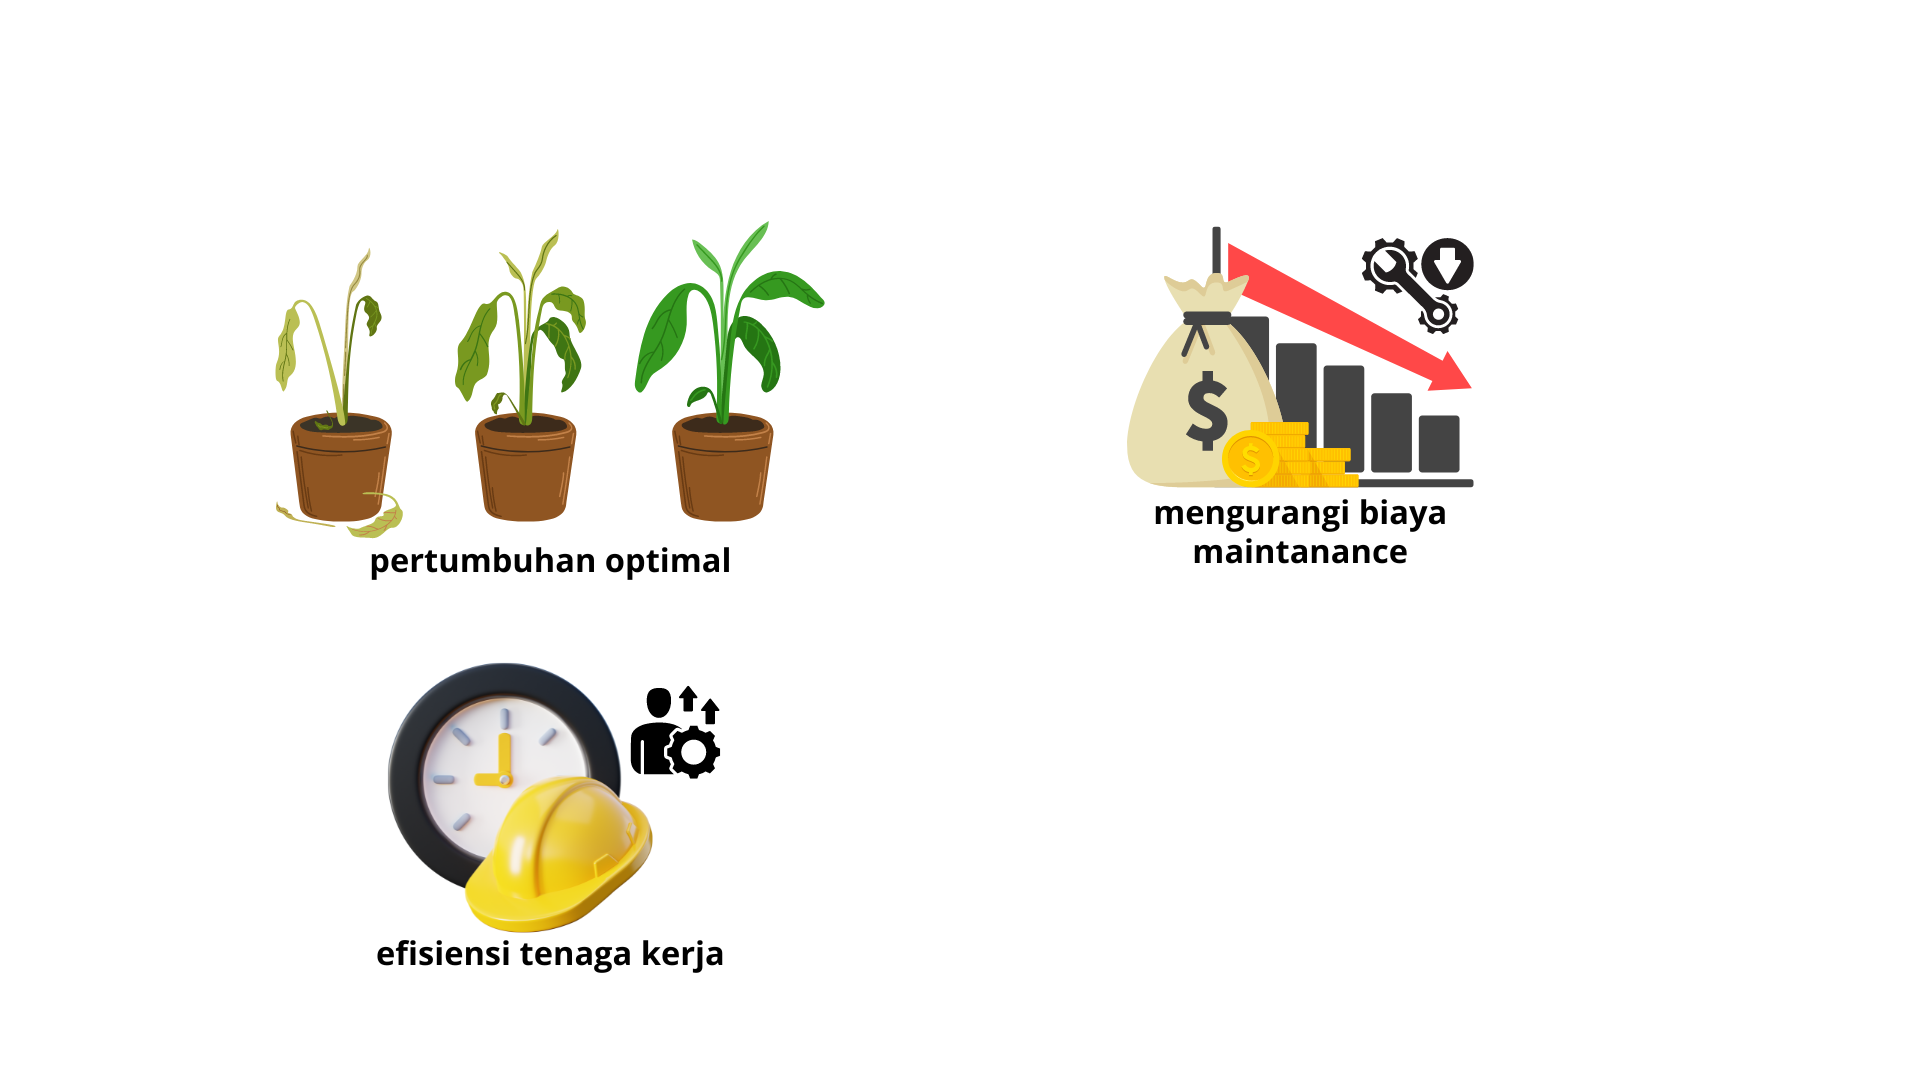 pertumbuhan optimal
mengurangi biaya
maintanance
$
$
efisiensi tenaga kerja